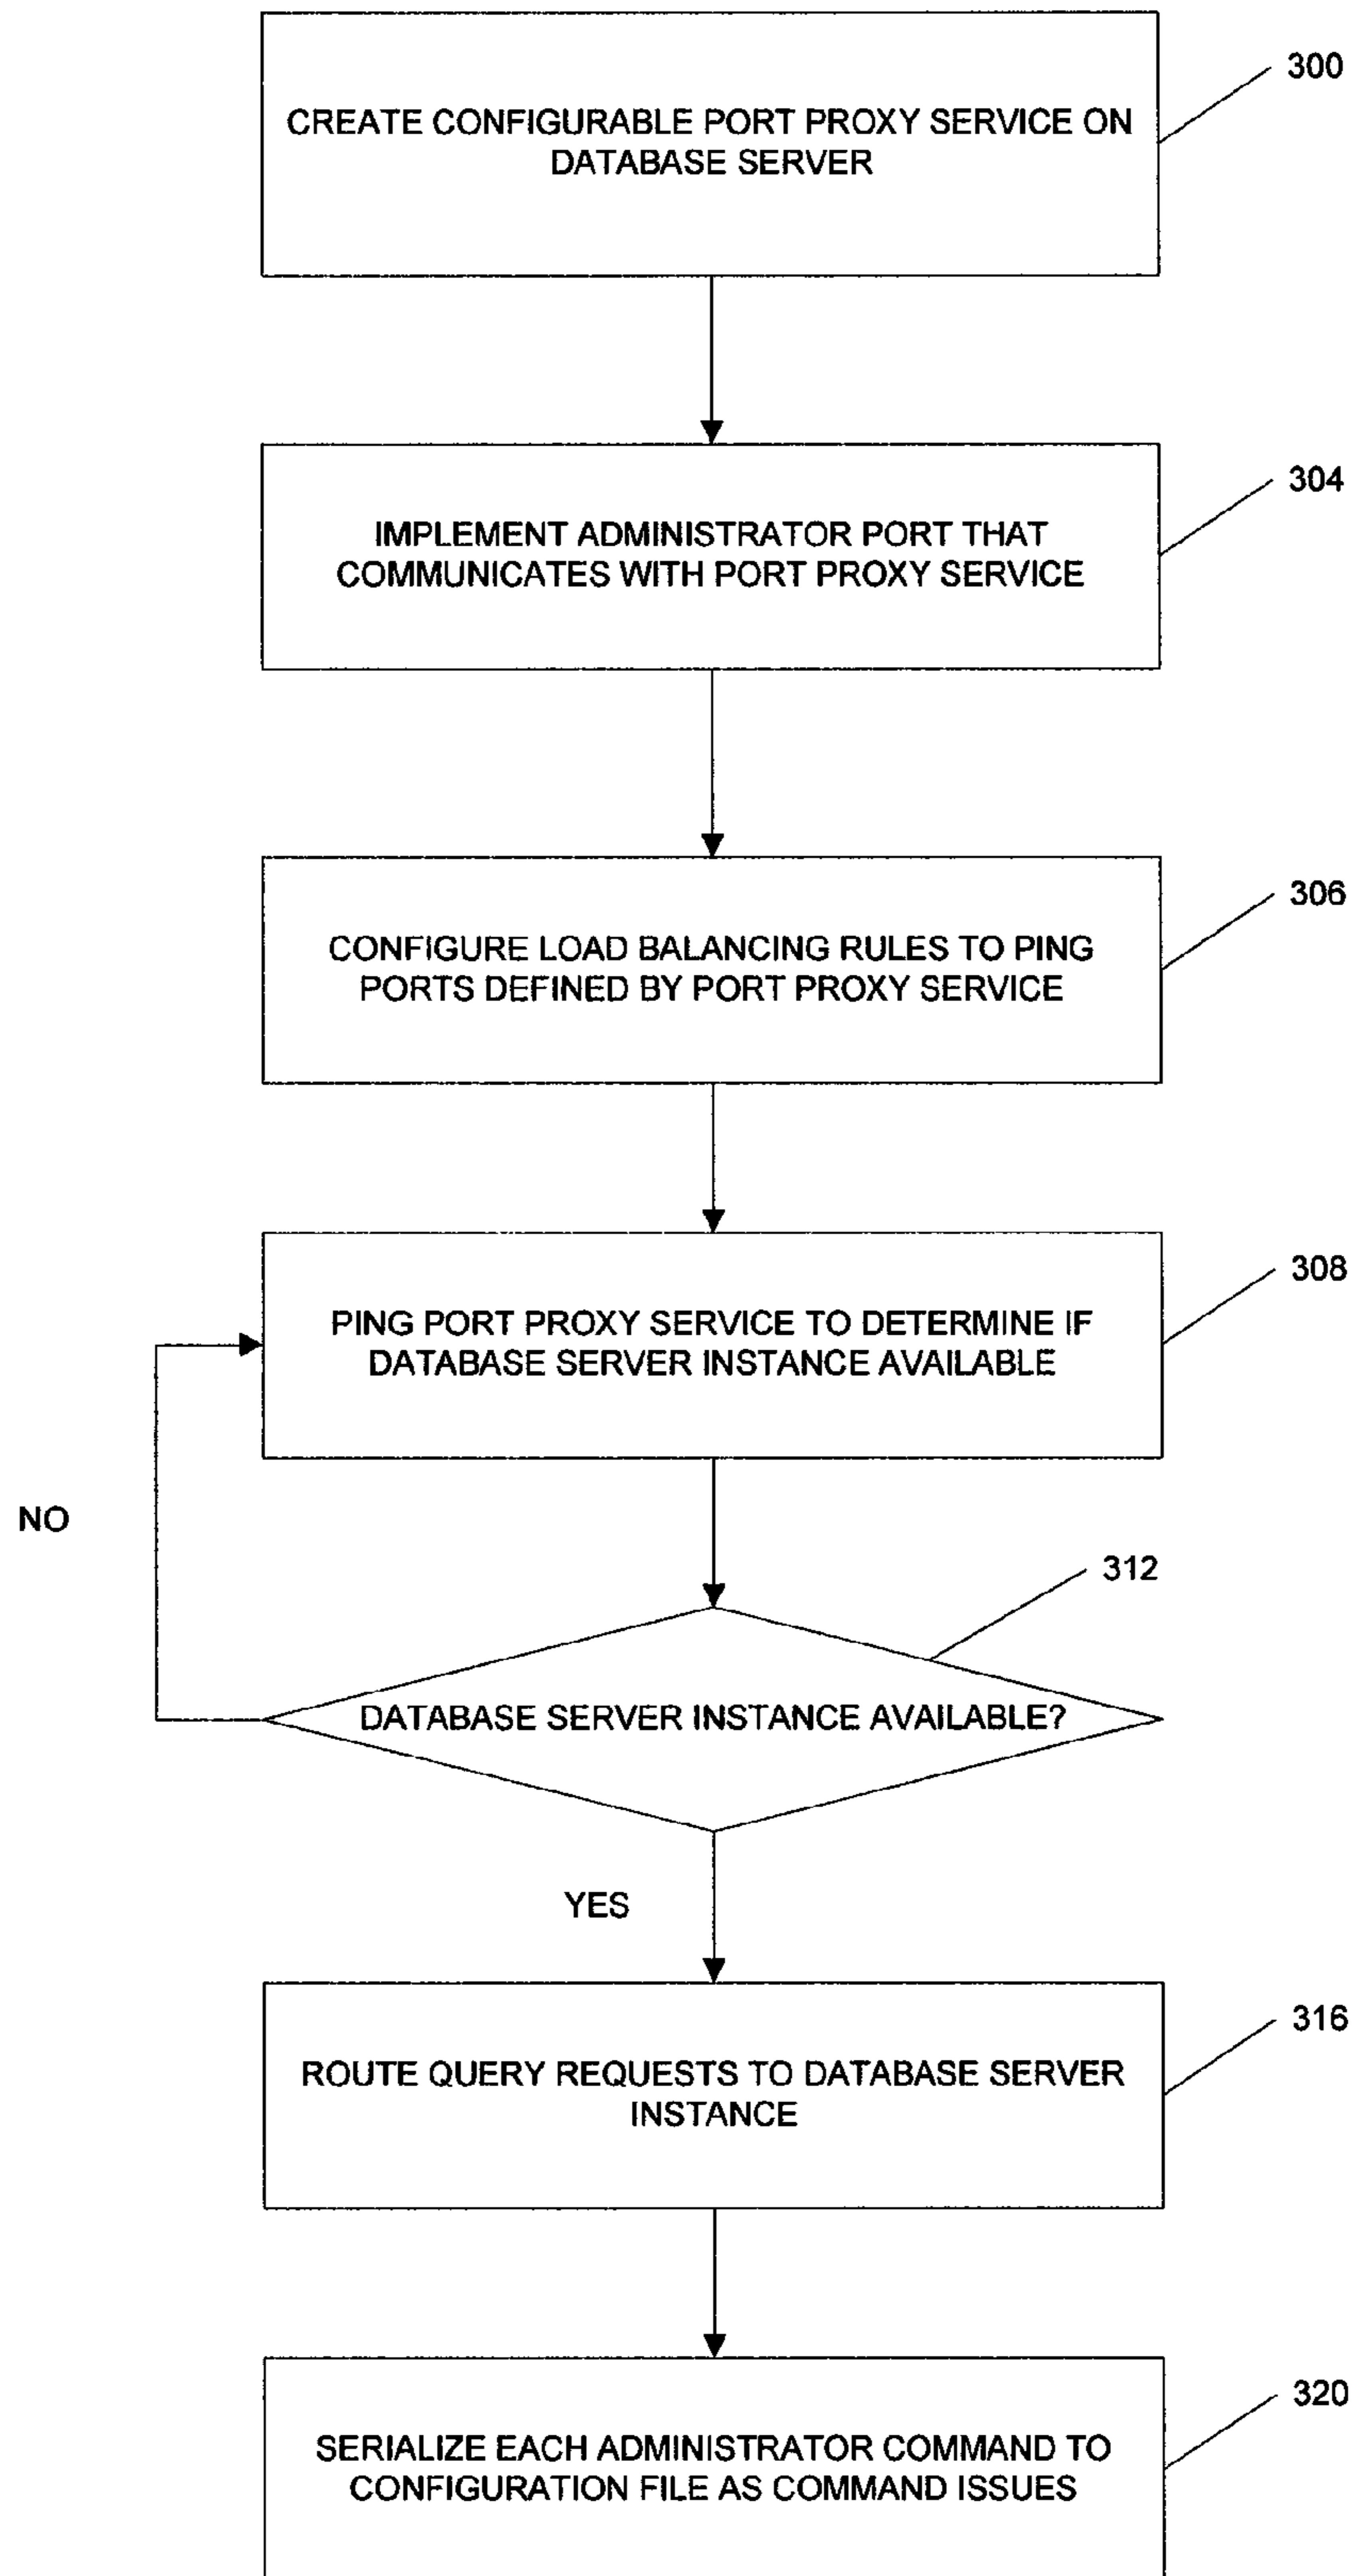 CREATE CONFIGURABLE PORT PROXY SERVICE ON
DATABASE SERVER
300
IMPLEMENT ADMINISTRATOR PORT THAT
COMMUNICATES WITH PORT PROXY SERVICE
304
CONFIGURE LOAD BALANCING RULES TO PING
PORTS DEFINED BY PORT PROXY SERVICE
306
PING PORT PROXY SERVICE TO DETERMINE IF
DATABASE SERVER INSTANCE AVAILABLE
308
NO
312
DATABASE SERVER INSTANCE AVAILABLE?
YES
ROUTE QUERY REQUESTS TO DATABASE SERVER
INSTANCE
316
SERIALIZE EACH ADMINISTRATOR COMMAND TO
CONFIGURATION FILE AS COMMAND ISSUES
320